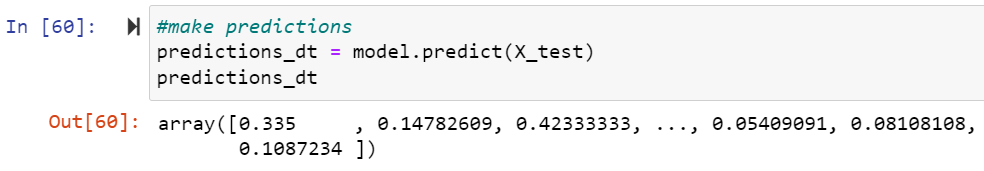 In [60]: #make predictions
predictions_dt = model.predict(X_test)
predictions_dt
Out[60]: array([0.335     , 0.14782609, 0.42333333, ..., 0.05409091, 0.08108108,
0.1087234 ])